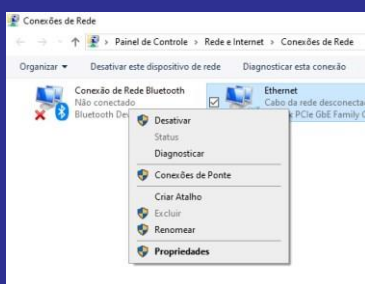 Conexões de Rede
Painel de Controle > Rede e Internet > Conexões de Rede
Organizar Desativar este dispositivo de rede Diagnosticar esta conexão
Conexão de Rede Bluetooth
Não conectado
Bluetooth Dev
Ethernet
Cabo da rede desconecta
PCIe GbE Family C
Desativar
Status
Diagnosticar
Conexões de Ponte
Criar Atalho
Excluir
Renomear
Propriedades